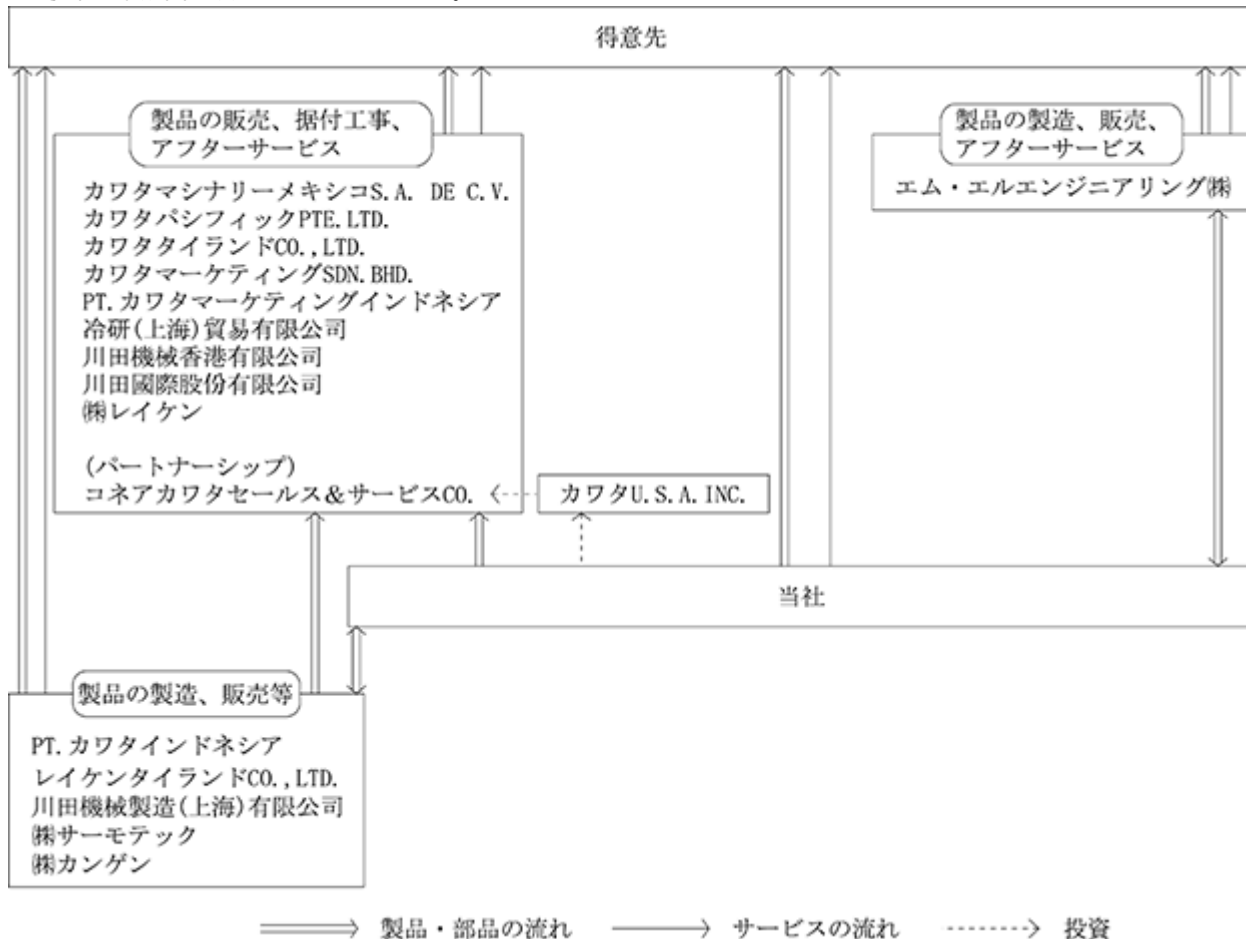 得意先
製品の販売、据付工事、
アフターサービス
カワタマシナリーメキシコS.A. DE C.V.
カワタパシフィックPTE.LTD.
カワタタイランドCO.,LTD.
カワタマーケティングSDN.BHD.
PT.カワタマーケティングインドネシア
冷研(上海)貿易有限公司
川田機械香港有限公司
川田國際股份有限公司
㈱レイケン
(パートナーシップ)
コネアカワタセールス&サービスCO.
カワタU.S.A.INC.
製品の製造、販売、
アフターサービス
エム・エルエンジニアリング㈱
当社
製品の製造、販売等
PT.カワタインドネシア
レイケンタイランドCO.,LTD.
川田機械製造(上海)有限公司
㈱サーモテック
㈱カンゲン
製品・部品の流れ サービスの流れ 投資